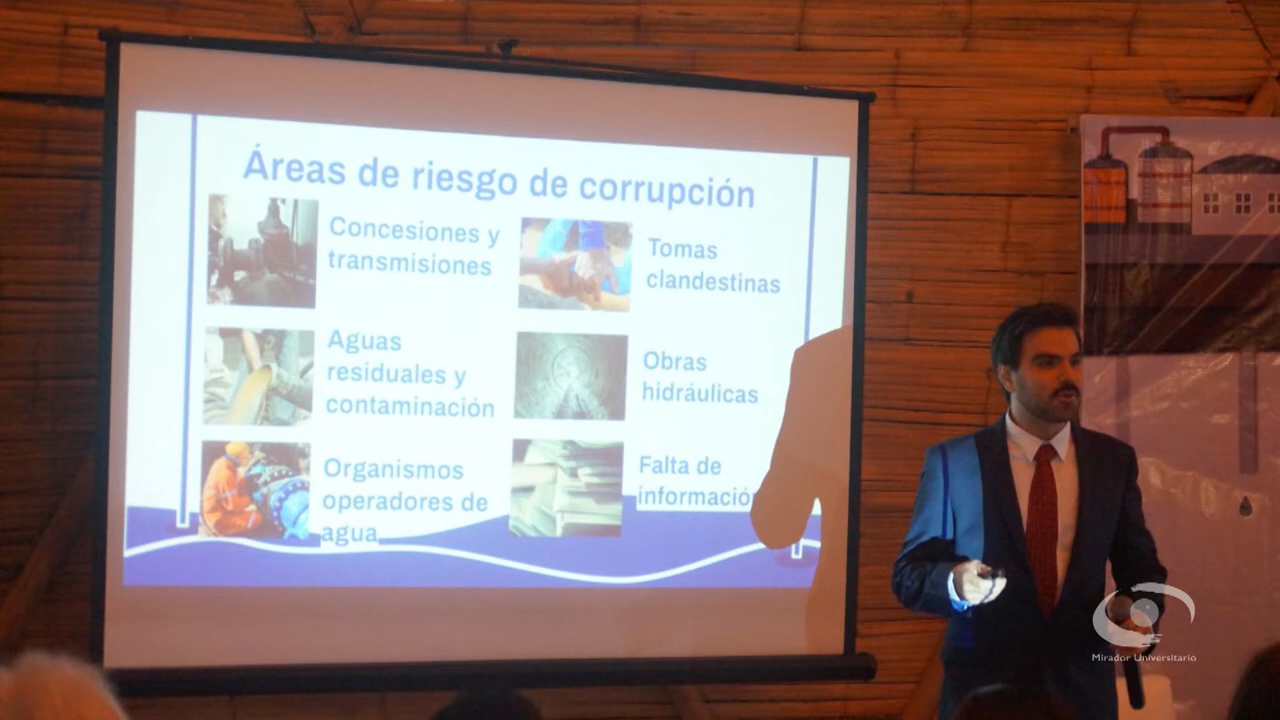 Áreas de riesgo de corrupción
Concesiones y
transmisiones
Aguas
residuales y
contaminación
Organismos
operadores de
agua
Tomas
clandestinas
Obras
hidráulicas
Falta de
información
Mirador Universitario